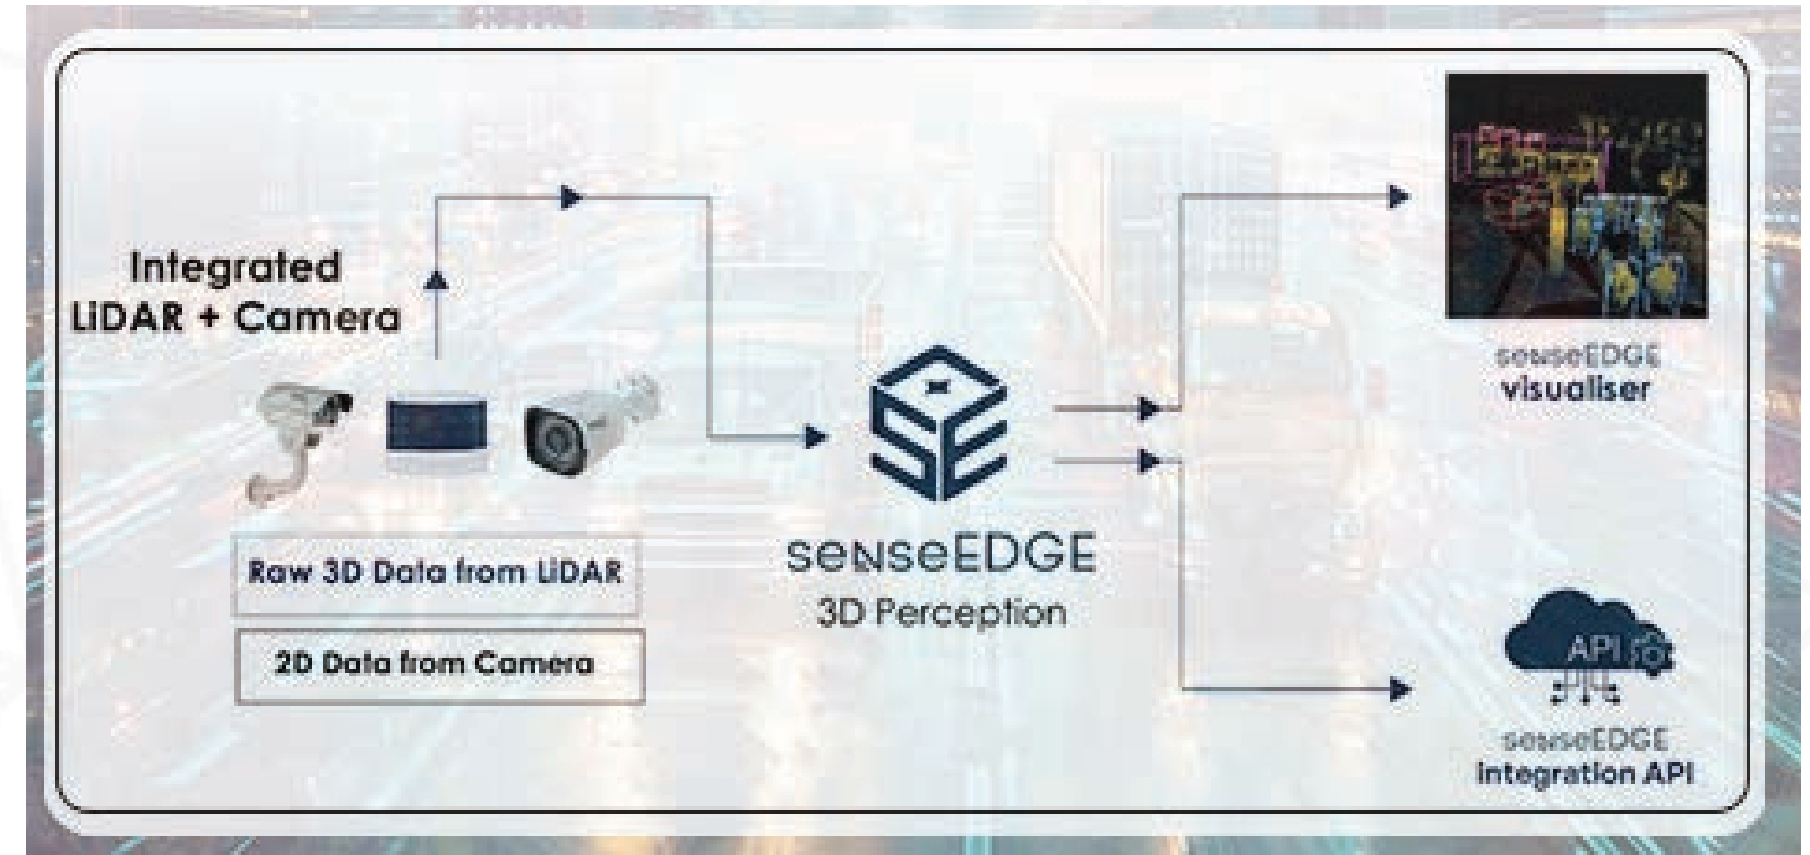 Integrated
LiDAR + Camera
Raw 3D Data from LiDAR
2D Data from Camera
SE
seNseEDGE
3D Perception
seNseEDGE
visualiser
API
seNseEDGE
integration API